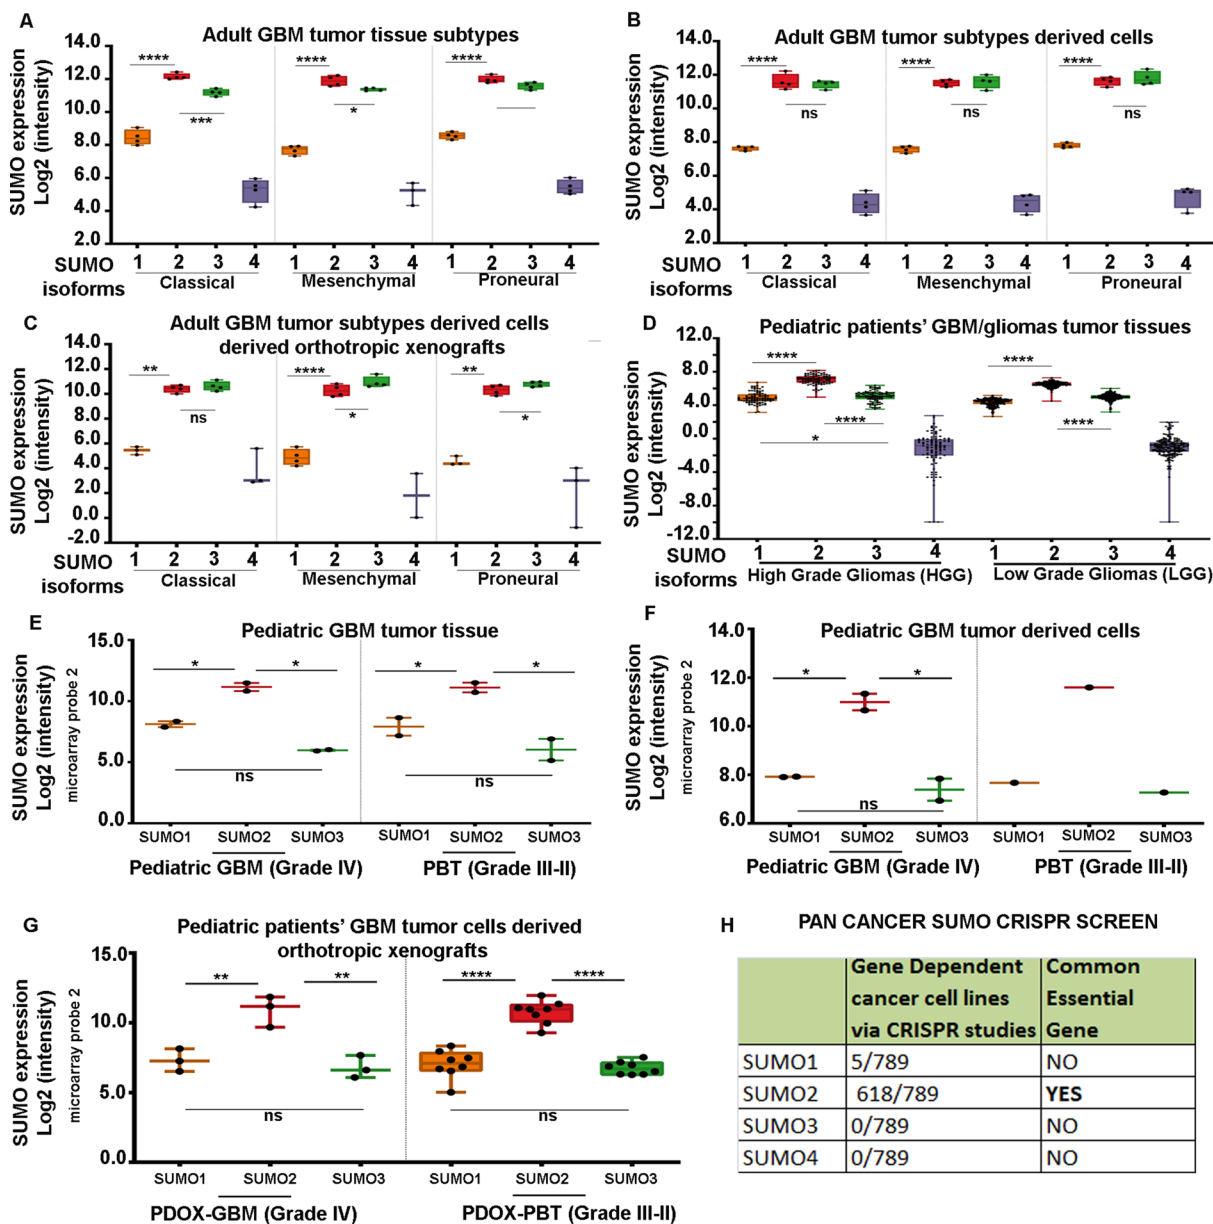 A
Adult GBM tumor tissue subtypes
SUMO expression
Log2 (intensity)
14.0
12.0
10.0
8.0
6.0
4.0
2.0
****
***
****
*
****
1 2 3 4 1 2 3 4 1 2 3 4
SUMO
isoforms
Classical
Mesenchymal
Proneural
B
Adult GBM tumor subtypes derived cells
SUMO expression
Log2 (intensity)
14.0
12.0
10.0
8.0
6.0
4.0
2.0
****
ns
****
ns
****
ns
1 2 3 4 1 2 3 4 1 2 3 4
SUMO
isoforms
Classical
Mesenchymal
Proneural
C
Adult GBM tumor subtypes derived cells
derived orthotropic xenografts
SUMO expression
Log2 (intensity)
14.0
12.0
10.0
8.0
6.0
4.0
2.0
0.0
-2.0
**
ns
****
*
**
*
1 2 3 4 1 2 3 4 1 2 3 4
SUMO
isoforms
Classical
Mesenchymal
Proneural
D
Pediatric patients' GBM/gliomas tumor tissues
SUMO expression
Log2 (intensity)
12.0
8.0
4.0
0.0
-4.0
-8.0
-12.0
****
****
*
****
****
1 2 3 4 1 2 3 4
SUMO
isoforms
High Grade Gliomas (HGG)
Low Grade Gliomas (LGG)
E
Pediatric GBM tumor tissue
SUMO expression
Log2 (intensity)
microarray probe 2
15.0
10.0
5.0
0.0
* *
ns
* *
ns
SUMO1 SUMO2 SUMO3 SUMO1 SUMO2 SUMO3
Pediatric GBM (Grade IV)
PBT (Grade III-II)
F
Pediatric GBM tumor derived cells
SUMO expression
Log2 (intensity)
microarray probe 2
14.0
12.0
10.0
8.0
6.0
* *
ns
SUMO1 SUMO2 SUMO3 SUMO1 SUMO2 SUMO3
Pediatric GBM (Grade IV)
PBT (Grade III-II)
G
Pediatric patients' GBM tumor cells derived
orthotropic xenografts
SUMO expression
Log2 (intensity)
microarray probe 2
15.0
10.0
5.0
0.0
** **
ns
**** ****
ns
SUMO1 SUMO2 SUMO3 SUMO1 SUMO2 SUMO3
PDOX-GBM (Grade IV)
PDOX-PBT (Grade III-II)
H
PAN CANCER SUMO CRISPR SCREEN
Gene Dependent Common
cancer cell lines Essential
via CRISPR studies Gene
SUMO1 5/789 NO
SUMO2 618/789 YES
SUMO3 0/789 NO
SUMO4 0/789 NO